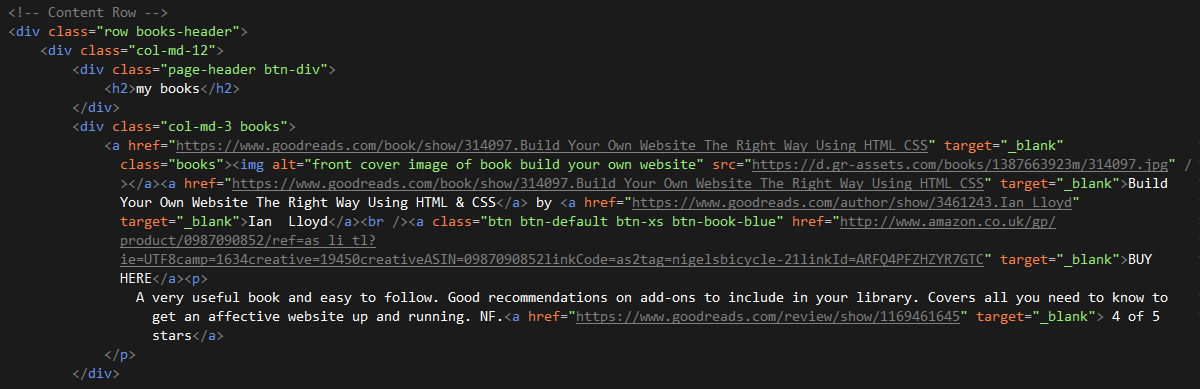 <!-- Content Row -->
<div class="row books-header">
<div class="col-md-12">
<div class="page-header btn-div">
<h2>my books</h2>
</div>
<div class="col-md-3 books">
<a href="https://www.goodreads.com/book/show/314097.Build_Your_Own_Website_The_Right_Way_Using_HTML_CSS" target="_blank"
class="books"><img alt="front cover image of book build your own website" src="https://d.gr-assets.com/books/1387663923m/314097.jpg" /
></a><a href="https://www.goodreads.com/book/show/314097.Build_Your_Own_Website_The_Right_Way_Using_HTML_CSS" target="_blank">Build
Your Own Website The Right Way Using HTML & CSS</a> by <a href="https://www.goodreads.com/author/show/3461243.Ian_Lloyd"
target="_blank">Ian  Lloyd</a><br /><a class="btn btn-default btn-xs btn-book-blue" href="http://www.amazon.co.uk/gp/
product/0987090852/ref=as_li_tl?
ie=UTF8camp=1634creative=19450creativeASIN=0987090852linkCode=as2tag=nigelsbicycle-21linkId=ARFQ4PFZHZYR7GTC" target="_blank">BUY
HERE</a><p>
A very useful book and easy to follow. Good recommendations on add-ons to include in your library. Covers all you need to know to
get an affective website up and running. NF.<a href="https://www.goodreads.com/review/show/1169461645" target="_blank"> 4 of 5
stars</a>
</p>
</div>